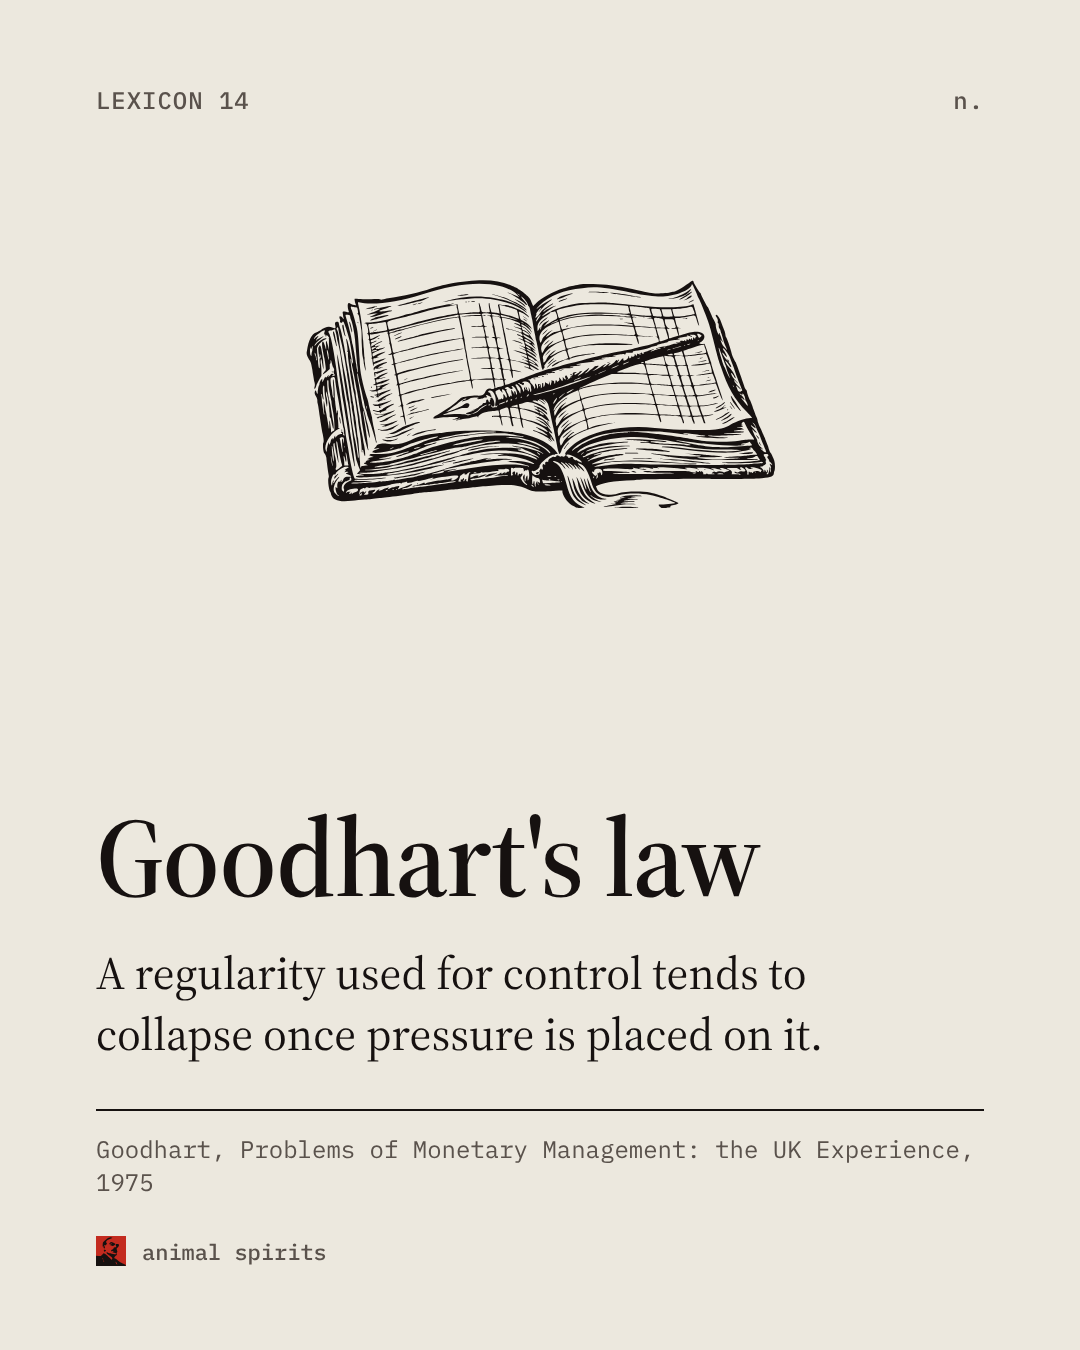 LEXICON 14
n.
Goodhart's law
A regularity used for control tends to
collapse once pressure is placed on it.
Goodhart, Problems of Monetary Management: the UK Experience,
1975
animal spirits